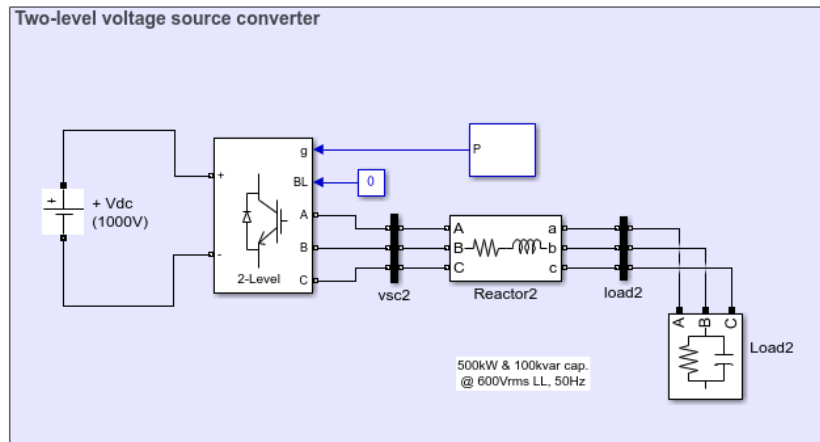 Two-level voltage source converter
+ Vdc
(1000V)
+
+
-
g
BL
A
B
C
2-Level
P
0
vsc2
A
B
C
a
b
c
Reactor2
load2
A B C
Load2
500kW & 100kvar cap.
@ 600Vrms LL, 50Hz